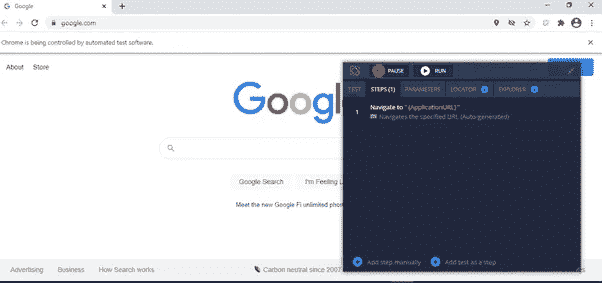 Google
google.com
Chrome is being controlled by automated test software.
About Store
Google
Google Search I'm Feeling L
Meet the new Google Fi unlimited phon
Advertising Business How Search works
Carbon neutral since 2007
PAUSE RUN
TEST STEPS (1) PARAMETERS LOCATOR EXPLORER
1 Navigate to "{ApplicationURL}"
Navigates the specified URL (Auto-generated)
Add step manually Add test as a step